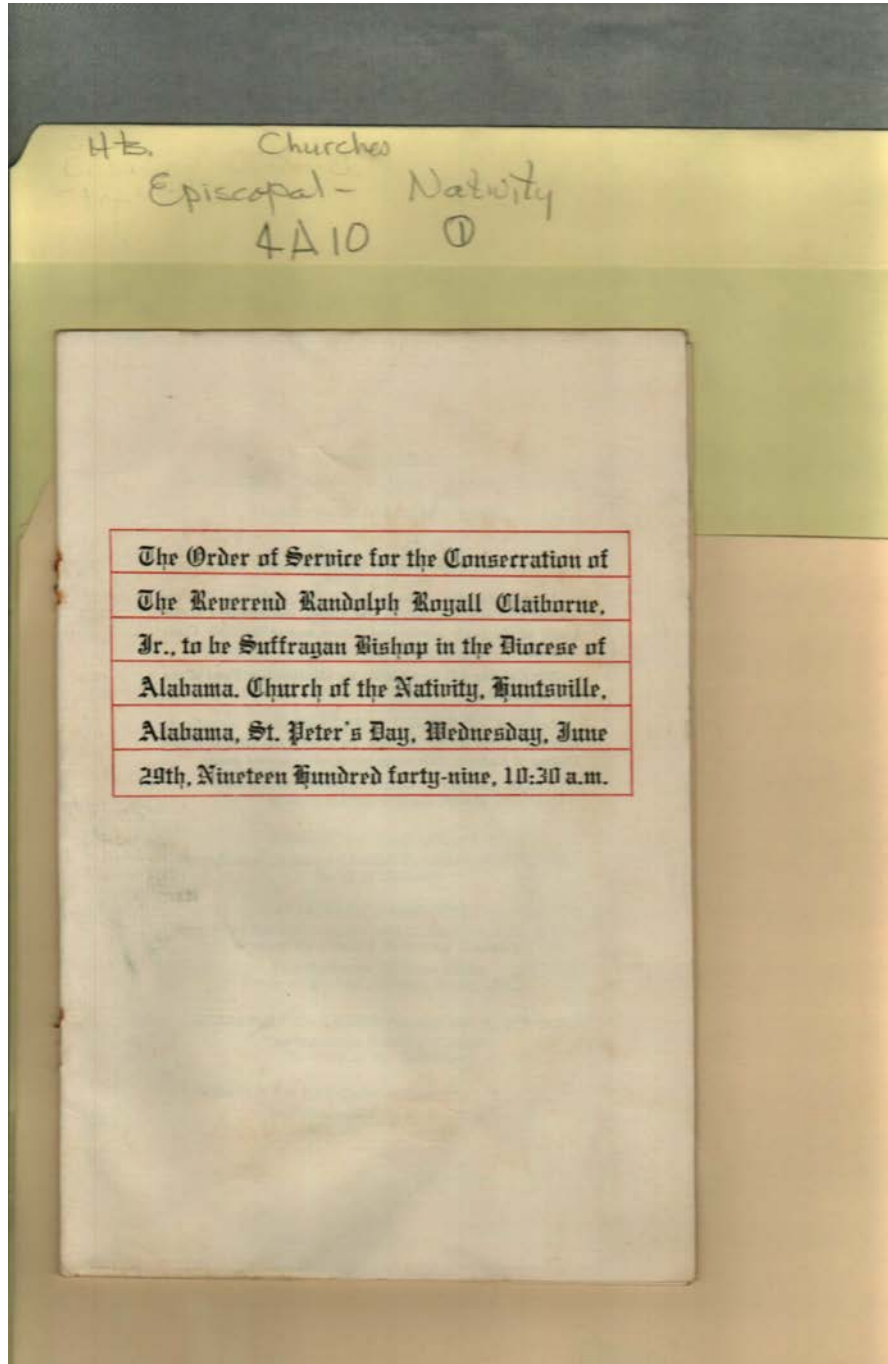 Hts. Churches
Episcopal - Nativity
4A10 ①
The Order of Service for the Consecration of
The Reverend Randolph Royall Claiborne,
Jr., to be Suffragan Bishop in the Diocese of
Alabama. Church of the Nativity, Huntsville,
Alabama, St. Peter's Day, Wednesday, June
29th, Nineteen Hundred forty-nine, 10:30 a.m.